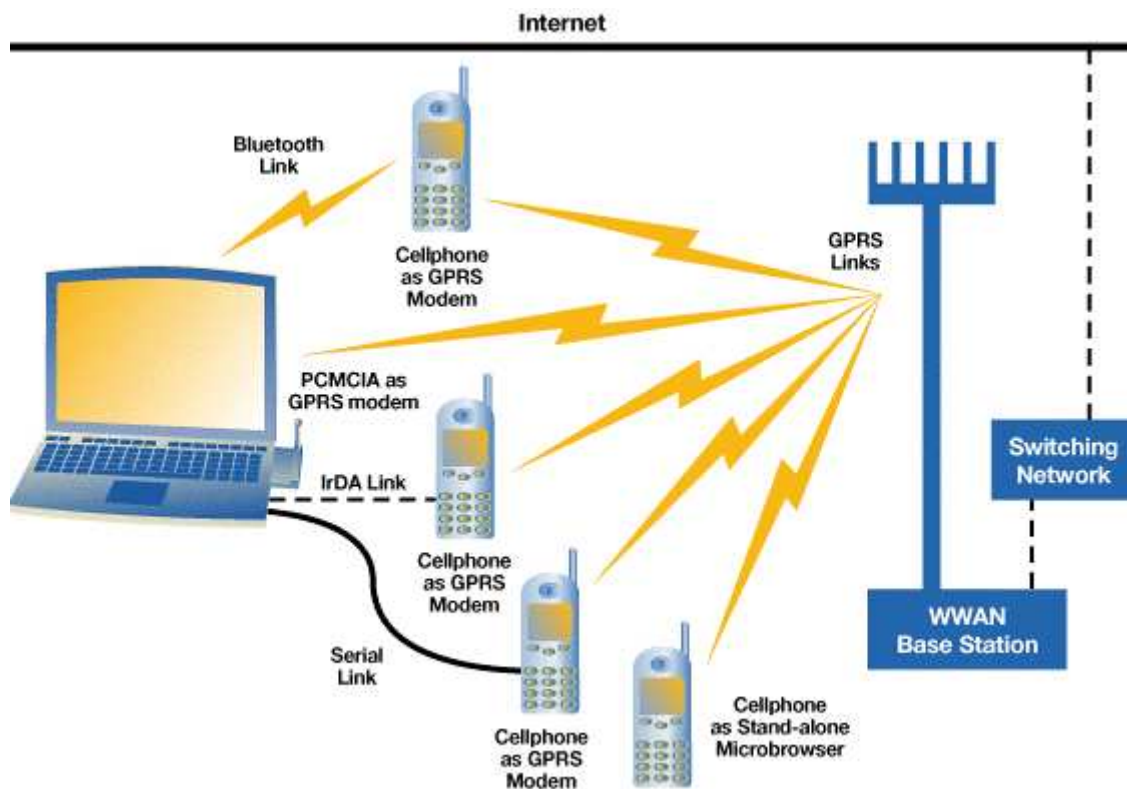 Internet
Bluetooth
Link
Cellphone
as GPRS
Modem
GPRS
Links
PCMCIA as
GPRS modem
IrDA Link
Cellphone
as GPRS
Modem
Switching
Network
Serial
Link
Cellphone
as GPRS
Modem
Cellphone
as Stand-alone
Microbrowser
WWAN
Base Station